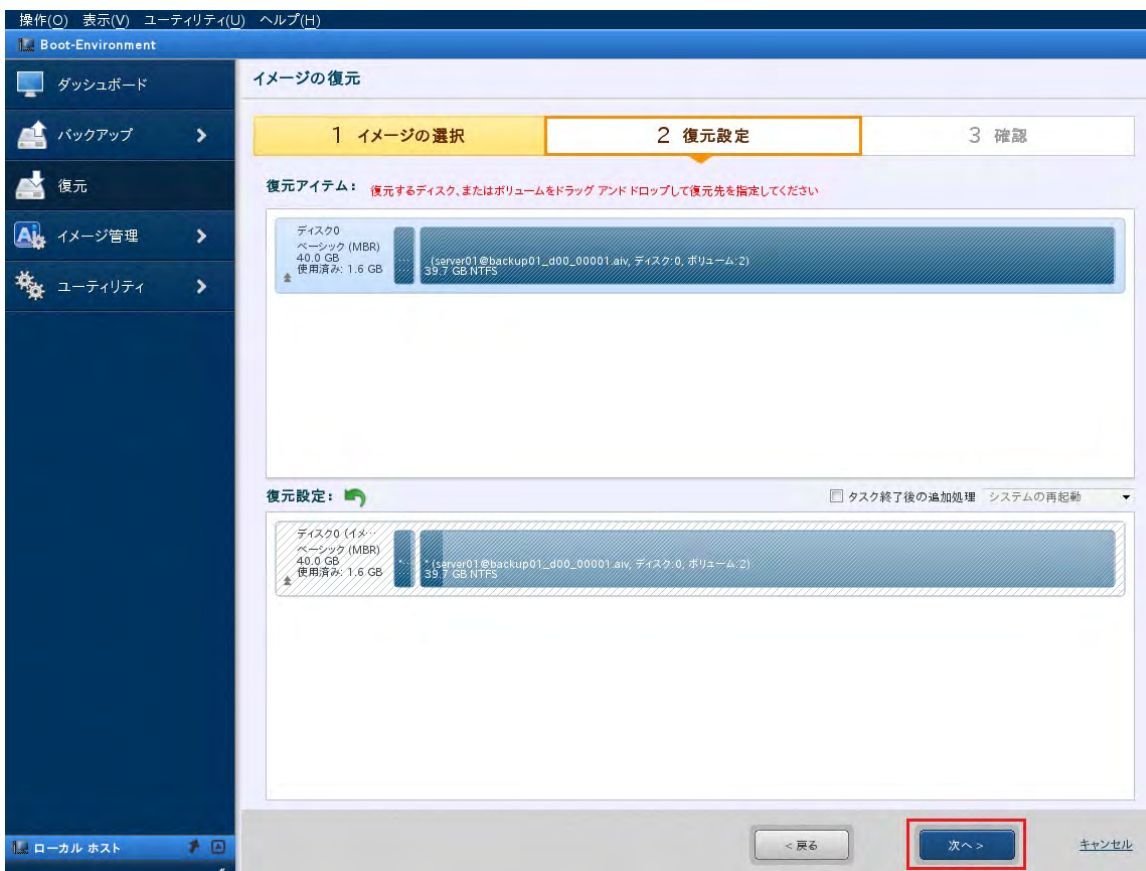 操作(O) 表示(V) ユーティリティ(U) ヘルプ(H)
Boot-Environment
ダッシュボード
バックアップ
復元
イメージ管理
ユーティリティ
ローカル ホスト
イメージの復元
1 イメージの選択
2 復元設定
3 確認
復元アイテム: 復元するディスク、またはボリュームをドラッグ アンド ドロップして復元先を指定してください
ディスク0
ベーシック (MBR)
40.0 GB
使用済み: 1.6 GB
(server01@backup01_d00_00001.aiv, ディスク:0, ボリューム:2)
39.7 GB NTFS
復元設定:
タスク終了後の追加処理 システムの再起動
ディスク0 (イメ…
ベーシック (MBR)
40.0 GB
使用済み: 1.6 GB
* (server01@backup01_d00_00001.aiv, ディスク:0, ボリューム:2)
39.7 GB NTFS
<戻る
次へ>
キャンセル